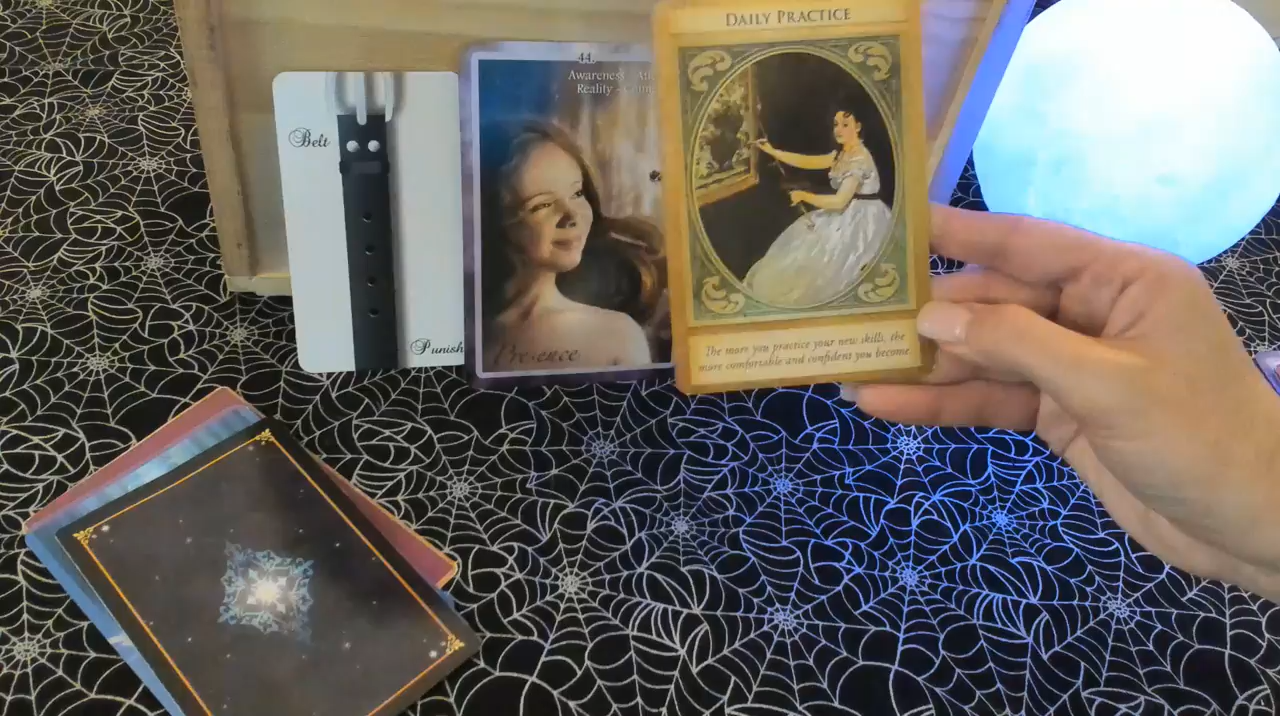 Belt
Punish
44.
Awareness
Reality
Presence
DAILY PRACTICE
The more you practice your new skills, the
more comfortable and confident you become.